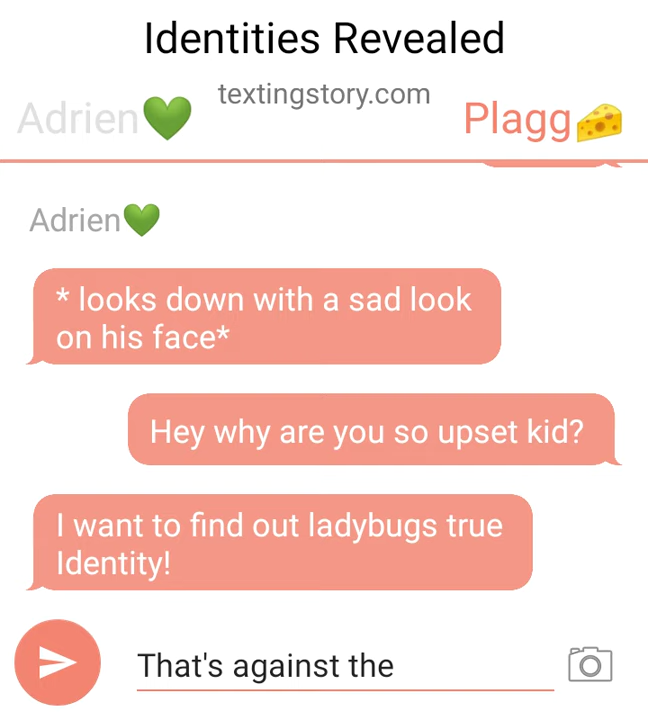 Identities Revealed
textingstory.com
Adrien💚 Plagg🧀
Adrien💚
* looks down with a sad look
on his face*
Hey why are you so upset kid?
I want to find out ladybugs true
Identity!
That's against the